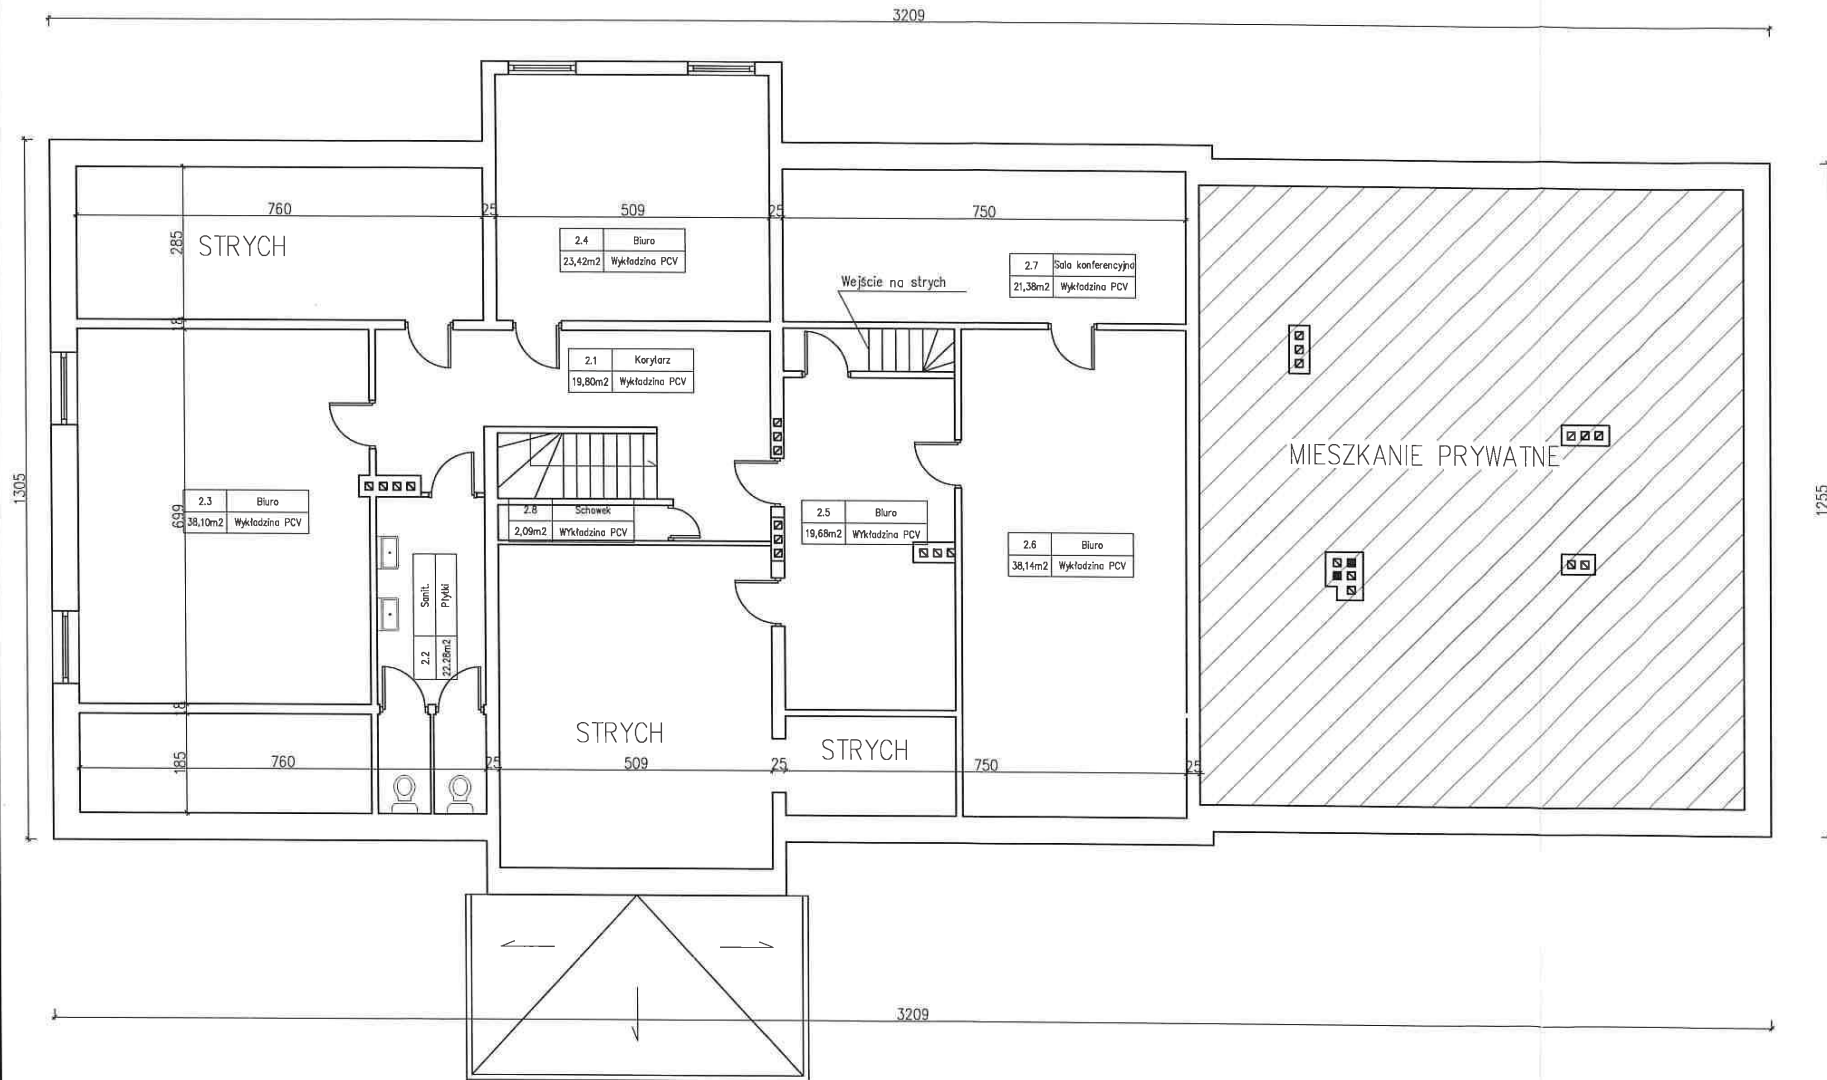 3209
760
25
509
25
750
285
STRYCH
2.4 Biuro
23,42m2 Wykładzina PCV
2.7 Sala konferencyjna
21,38m2 Wykładzina PCV
Wejście na strych
18
2.1 Korylarz
19,80m2 Wykładzina PCV
MIESZKANIE PRYWATNE
1305
699
1255
2.3 Biuro
38,10m2 Wykładzina PCV
2.8 Schowek
2,09m2 WYkładzina PCV
2.5 Biuro
19,68m2 WYkładzina PCV
2.6 Biuro
38,14m2 Wykładzina PCV
2.2 Sanit.
22.28m2 Płytki
18
STRYCH
STRYCH
185
760
25
509
25
750
25
3209